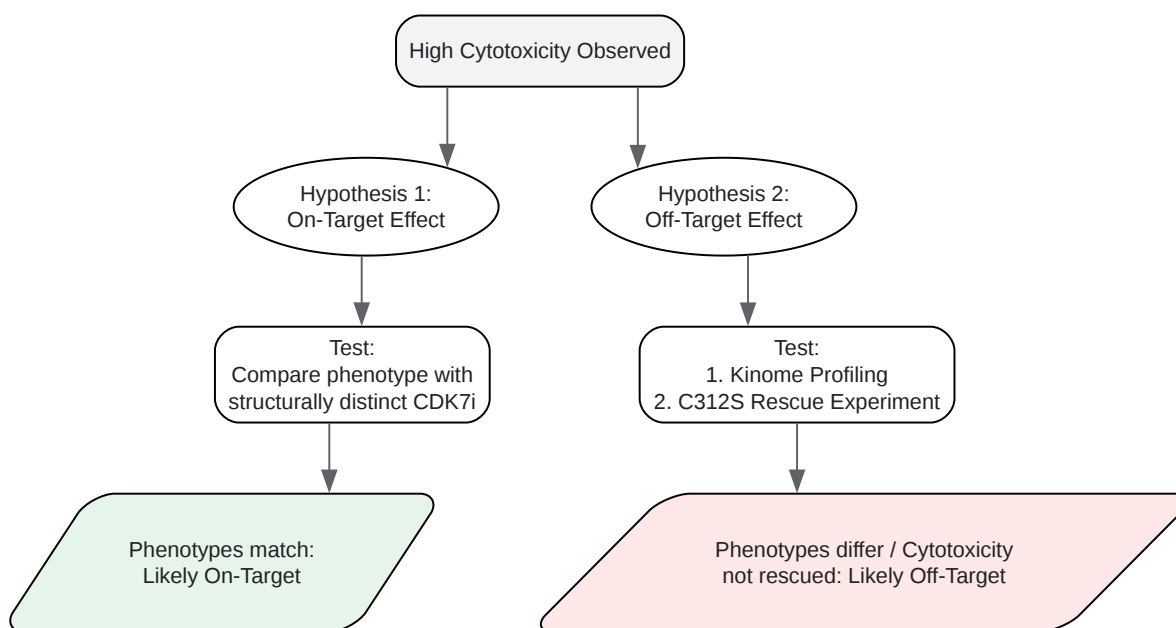 High Cytotoxicity Observed
Hypothesis 1:
On-Target Effect
Hypothesis 2:
Off-Target Effect
Test:
Compare phenotype with
structurally distinct CDK7i
Test:
1. Kinome Profiling
2. C312S Rescue Experiment
Phenotypes match:
Likely On-Target
Phenotypes differ / Cytotoxicity
not rescued: Likely Off-Target